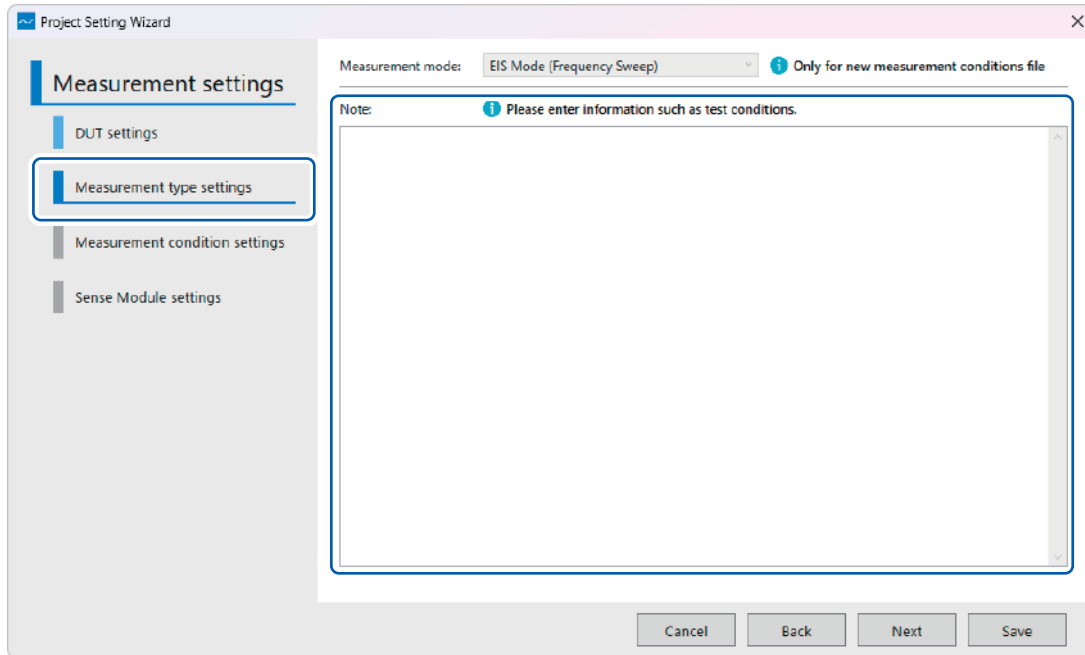 Project Setting Wizard
Measurement settings
DUT settings
Measurement type settings
Measurement condition settings
Sense Module settings
Measurement mode: EIS Mode (Frequency Sweep) Only for new measurement conditions file
Note: Please enter information such as test conditions.
Cancel Back Next Save